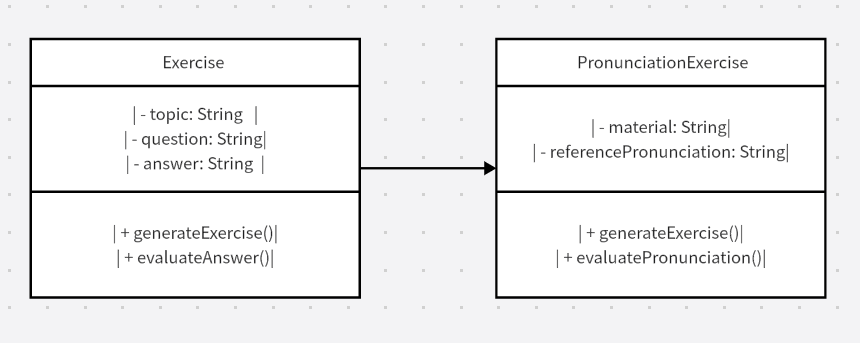 Exercise
| - topic: String  |
| - question: String|
| - answer: String  |
| + generateExercise()|
| + evaluateAnswer()|
PronunciationExercise
| - material: String|
| - referencePronunciation: String|
| + generateExercise()|
| + evaluatePronunciation()|